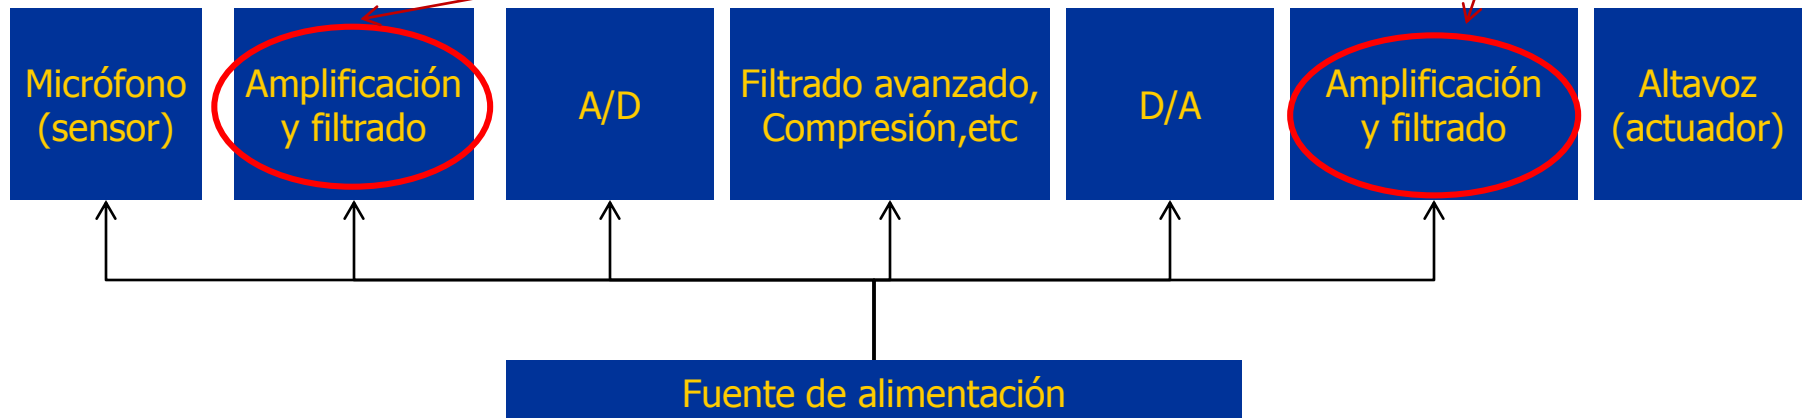 Micrófono
(sensor)
Amplificación
y filtrado
A/D
Filtrado avanzado,
Compresión,etc
D/A
Amplificación
y filtrado
Altavoz
(actuador)
Fuente de alimentación